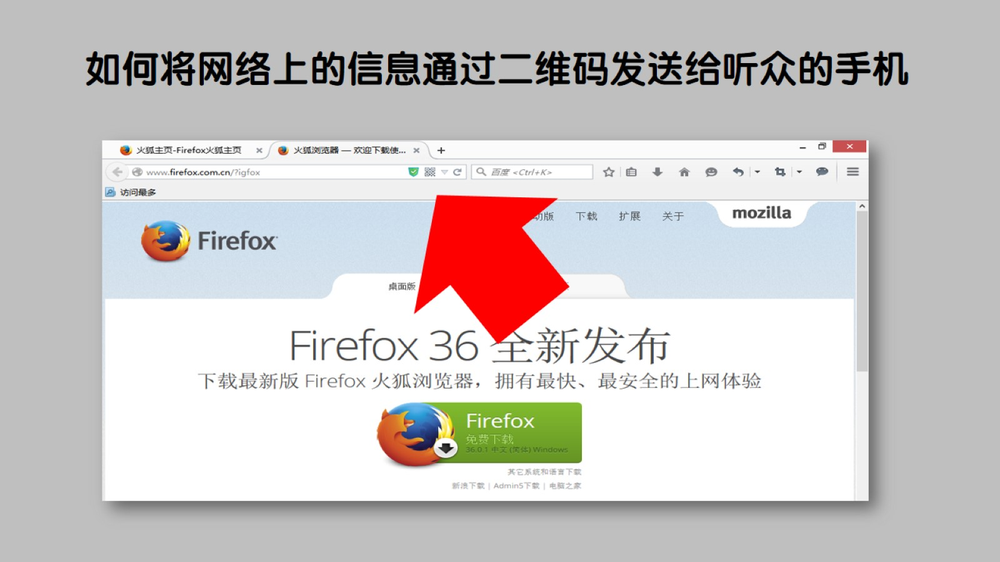 如何将网络上的信息通过二维码发送给听众的手机
火狐主页-Firefox火狐主页
火狐浏览器 — 欢迎下载使...
www.firefox.com.cn/?igfox
百度 <Ctrl+K>
访问最多
动版 下载 扩展 关于
mozilla
Firefox
桌面版
Firefox 36 全新发布
下载最新版 Firefox 火狐浏览器，拥有最快、最安全的上网体验
Firefox
免费下载
36.0.1 中文 (简体) Windows
其它系统和语言下载
新浪下载 | Admin5下载 | 电脑之家